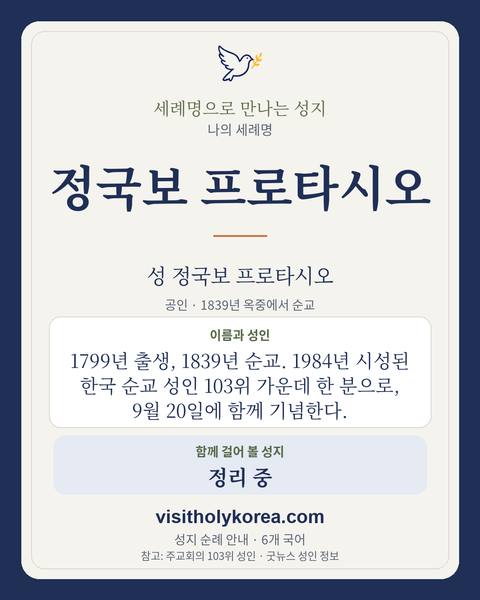 세례명으로 만나는 성지
나의 세례명
정국보 프로타시오
성 정국보 프로타시오
공인 · 1839년 옥중에서 순교
이름과 성인
1799년 출생, 1839년 순교. 1984년 시성된
한국 순교 성인 103위 가운데 한 분으로,
9월 20일에 함께 기념한다.
함께 걸어 볼 성지
정리 중
visitholykorea.com
성지 순례 안내 · 6개 국어
참고: 주교회의 103위 성인 · 굿뉴스 성인 정보